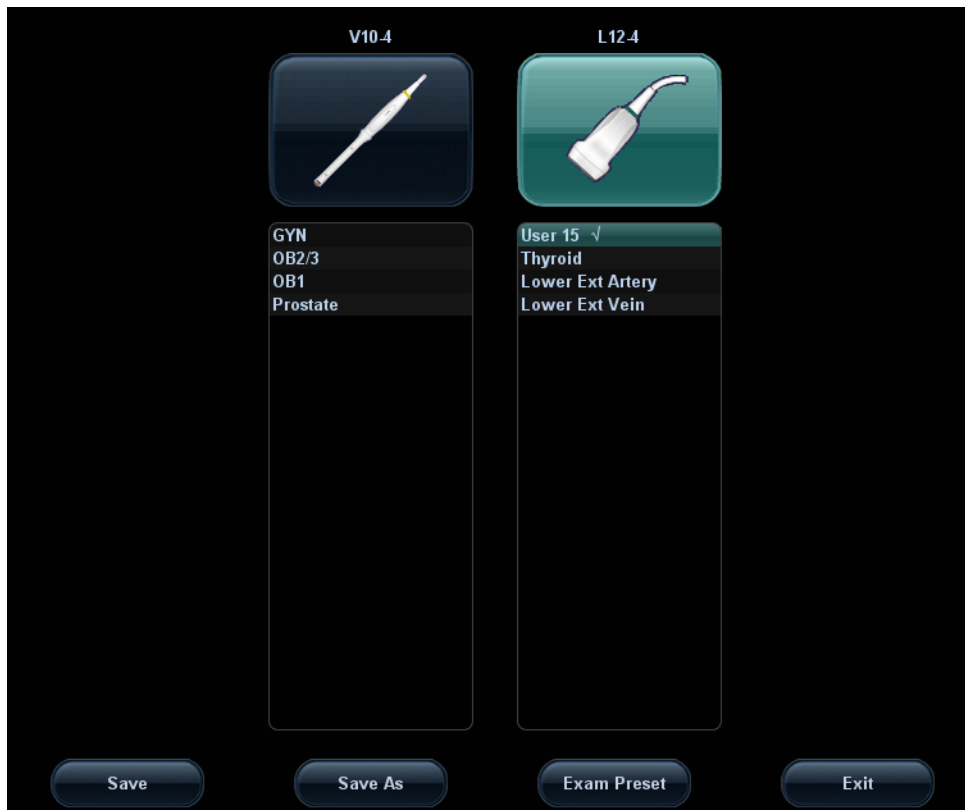 V10-4
L12-4
GYN
OB2/3
OB1
Prostate
User 15 √
Thyroid
Lower Ext Artery
Lower Ext Vein
Save
Save As
Exam Preset
Exit